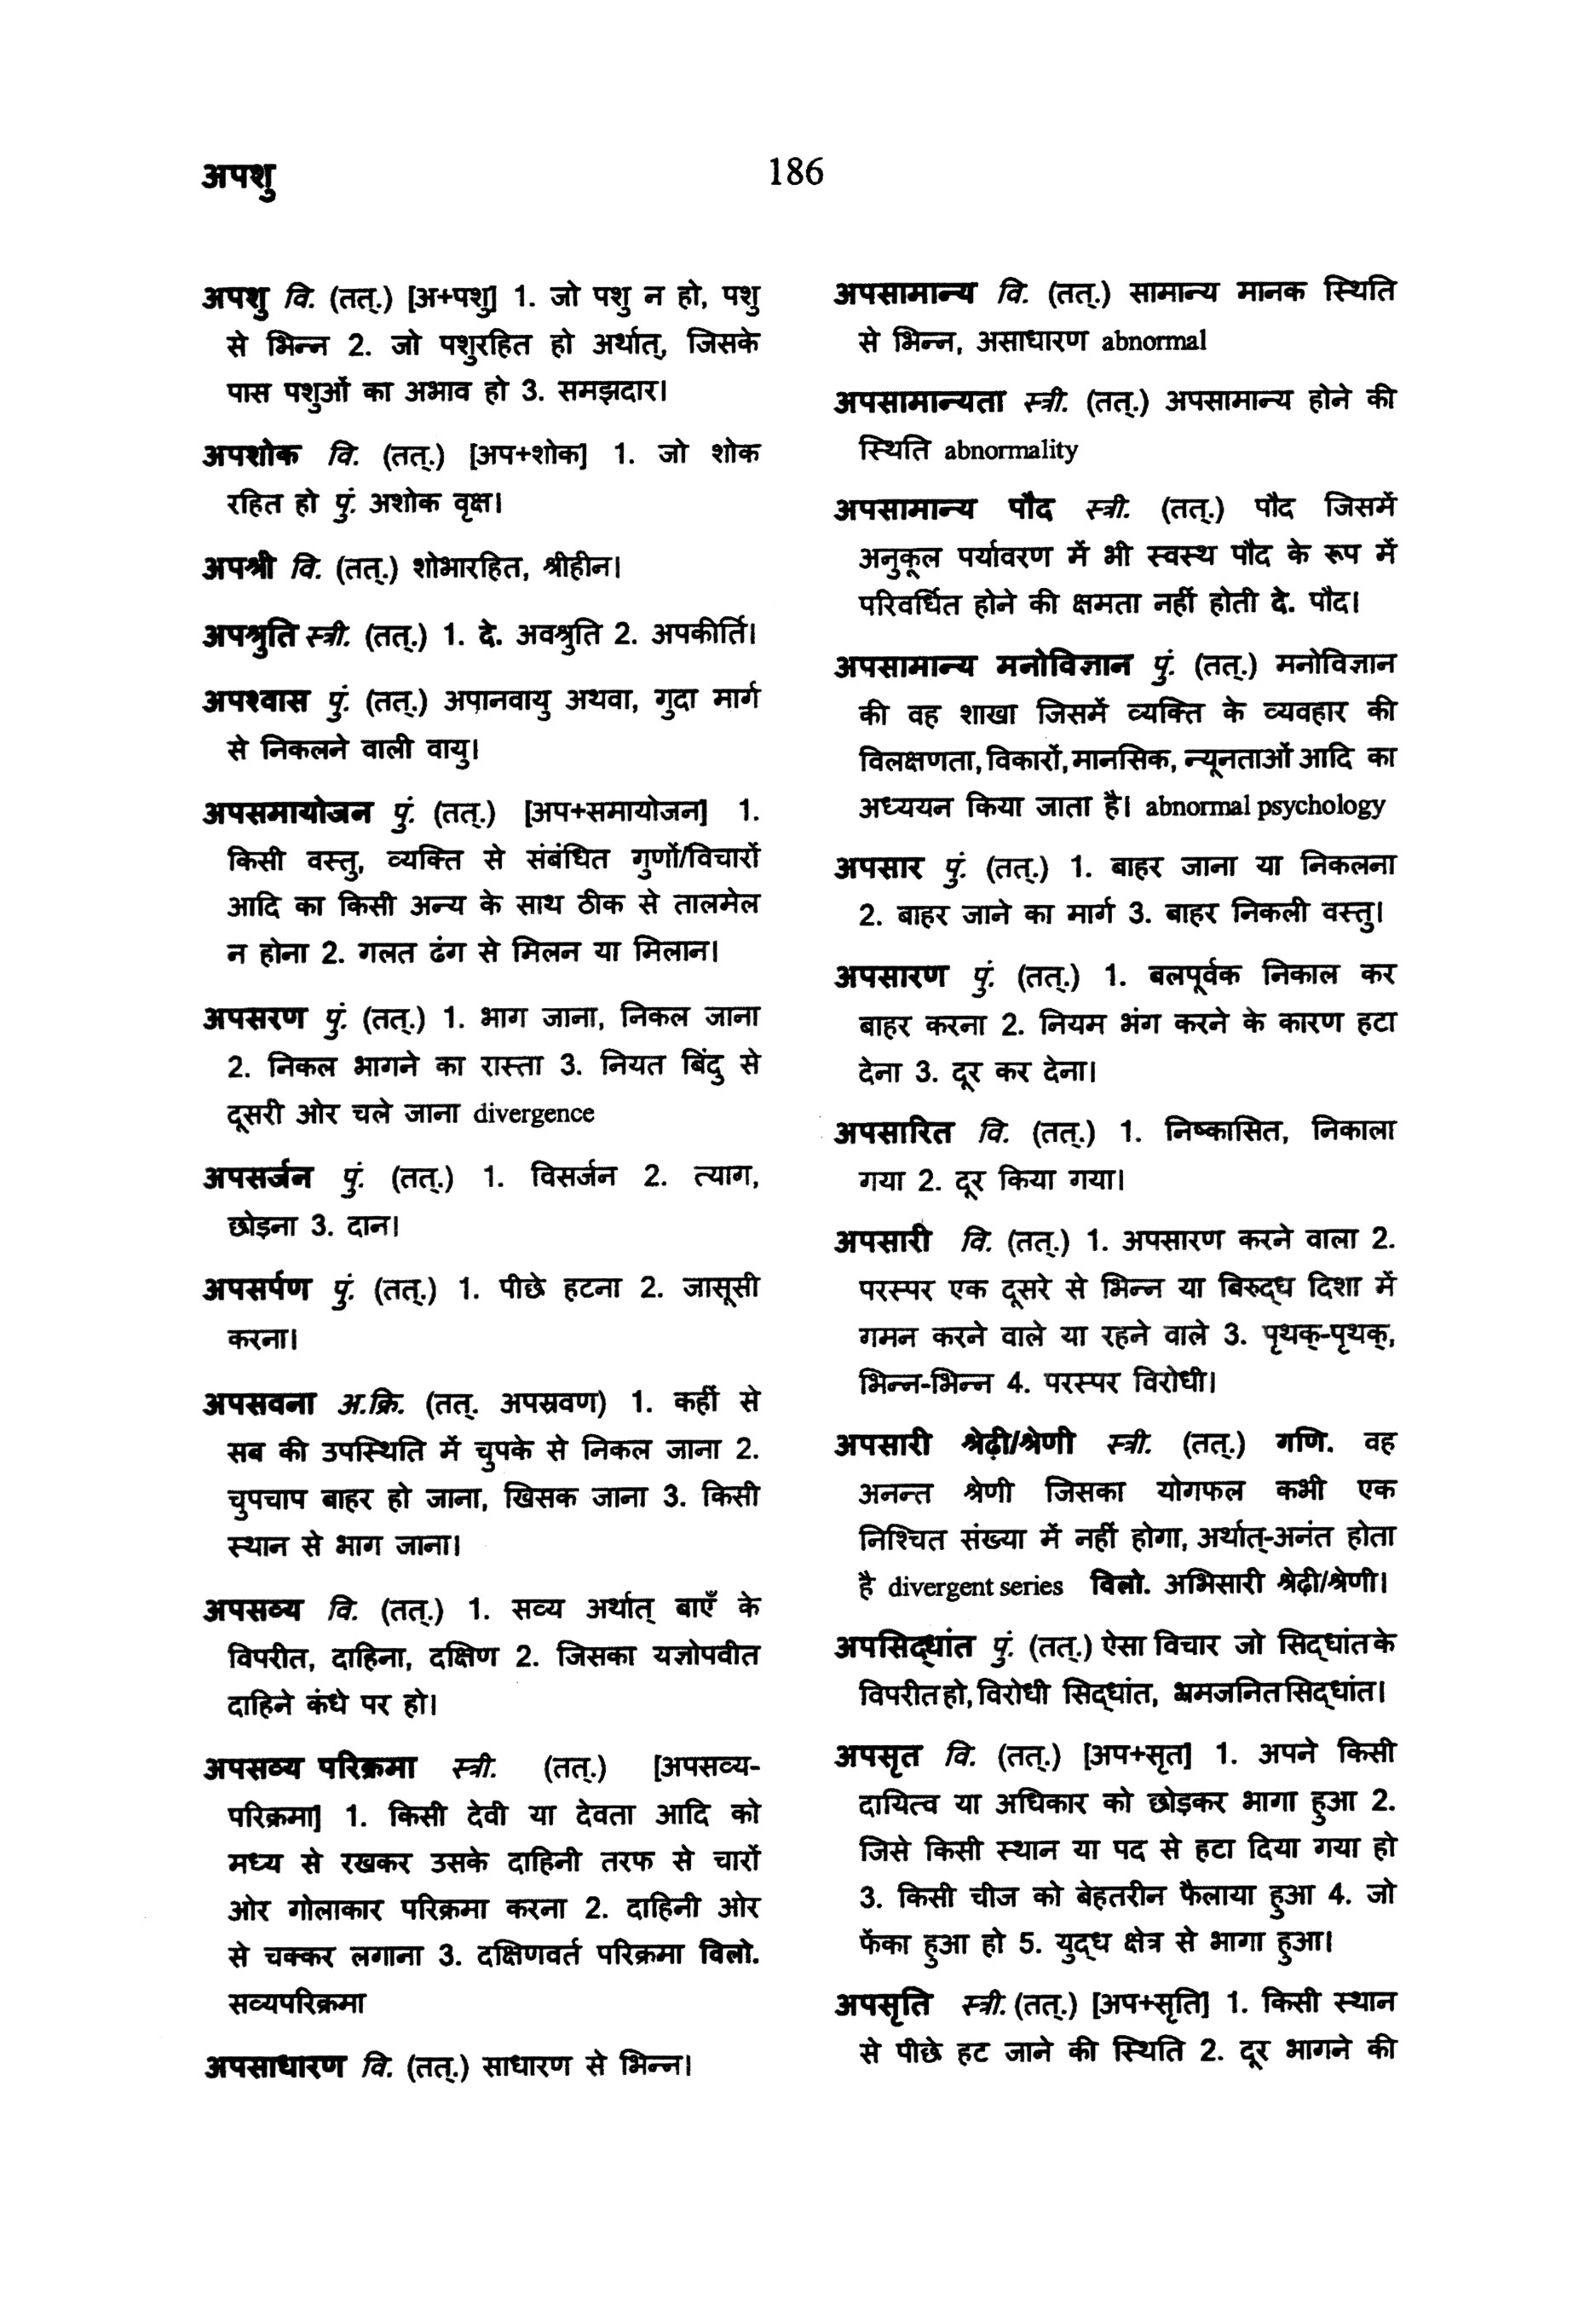 अपशु
186
अपशु वि. (तत्.) [अ+पशु] 1. जो पशु न हो, पशु
से भिन्न 2. जो पशुरहित हो अर्थात्, जिसके
पास पशुओं का अभाव हो 3. समझदार।
अपशोक वि. (तत्.) [अप+शोक] 1. जो शोक
रहित हो पुं. अशोक वृक्ष।
अपश्री वि. (तत्.) शोभारहित, श्रीहीन।
अपश्रुति स्त्री. (तत्.) 1. दे. अवश्रुति 2. अपकीर्ति।
अपश्वास पुं. (तत्.) अपानवायु अथवा, गुदा मार्ग
से निकलने वाली वायु।
अपसमायोजन पुं. (तत्.) [अप+समायोजन] 1.
किसी वस्तु, व्यक्ति से संबंधित गुणों/विचारों
आदि का किसी अन्य के साथ ठीक से तालमेल
न होना 2. गलत ढंग से मिलन या मिलान।
अपसरण पुं. (तत्.) 1. भाग जाना, निकल जाना
2. निकल भागने का रास्ता 3. नियत बिंदु से
दूसरी ओर चले जाना divergence
अपसर्जन पुं. (तत्.) 1. विसर्जन 2. त्याग,
छोड़ना 3. दान।
अपसर्पण पुं. (तत्.) 1. पीछे हटना 2. जासूसी
करना।
अपसवना अ.क्रि. (तत्. अपस्रवण) 1. कहीं से
सब की उपस्थिति में चुपके से निकल जाना 2.
चुपचाप बाहर हो जाना, खिसक जाना 3. किसी
स्थान से भाग जाना।
अपसव्य वि. (तत्.) 1. सव्य अर्थात् बाएँ के
विपरीत, दाहिना, दक्षिण 2. जिसका यज्ञोपवीत
दाहिने कंधे पर हो।
अपसव्य परिक्रमा स्त्री. (तत्.) [अपसव्य-
परिक्रमा] 1. किसी देवी या देवता आदि को
मध्य से रखकर उसके दाहिनी तरफ से चारों
ओर गोलाकार परिक्रमा करना 2. दाहिनी ओर
से चक्कर लगाना 3. दक्षिणवर्त परिक्रमा विलो.
सव्यपरिक्रमा
अपसाधारण वि. (तत्.) साधारण से भिन्न।
अपसामान्य वि. (तत्.) सामान्य मानक स्थिति
से भिन्न, असाधारण abnormal
अपसामान्यता स्त्री. (तत्.) अपसामान्य होने की
स्थिति abnormality
अपसामान्य पौद स्त्री. (तत्.) पौद जिसमें
अनुकूल पर्यावरण में भी स्वस्थ पौद के रूप में
परिवर्धित होने की क्षमता नहीं होती दे. पौद।
अपसामान्य मनोविज्ञान पुं. (तत्.) मनोविज्ञान
की वह शाखा जिसमें व्यक्ति के व्यवहार की
विलक्षणता, विकारों, मानसिक, न्यूनताओं आदि का
अध्ययन किया जाता है। abnormal psychology
अपसार पुं. (तत्.) 1. बाहर जाना या निकलना
2. बाहर जाने का मार्ग 3. बाहर निकली वस्तु।
अपसारण पुं. (तत्.) 1. बलपूर्वक निकाल कर
बाहर करना 2. नियम भंग करने के कारण हटा
देना 3. दूर कर देना।
अपसारित वि. (तत्.) 1. निष्कासित, निकाला
गया 2. दूर किया गया।
अपसारी वि. (तत्.) 1. अपसारण करने वाला 2.
परस्पर एक दूसरे से भिन्न या बिरुद्ध दिशा में
गमन करने वाले या रहने वाले 3. पृथक्-पृथक्,
भिन्न-भिन्न 4. परस्पर विरोधी।
अपसारी श्रेढ़ी/श्रेणी स्त्री. (तत्.) गणि. वह
अनन्त श्रेणी जिसका योगफल कभी एक
निश्चित संख्या में नहीं होगा, अर्थात्-अनंत होता
है divergent series विलो. अभिसारी श्रेढ़ी/श्रेणी।
अपसिद्धांत पुं. (तत्.) ऐसा विचार जो सिद्धांत के
विपरीत हो, विरोधी सिद्धांत, भ्रमजनित सिद्धांत।
अपसृत वि. (तत्.) [अप+सृत] 1. अपने किसी
दायित्व या अधिकार को छोड़कर भागा हुआ 2.
जिसे किसी स्थान या पद से हटा दिया गया हो
3. किसी चीज को बेहतरीन फैलाया हुआ 4. जो
फेंका हुआ हो 5. युद्ध क्षेत्र से भागा हुआ।
अपसृति स्त्री. (तत्.) [अप+सृति] 1. किसी स्थान
से पीछे हट जाने की स्थिति 2. दूर भागने की